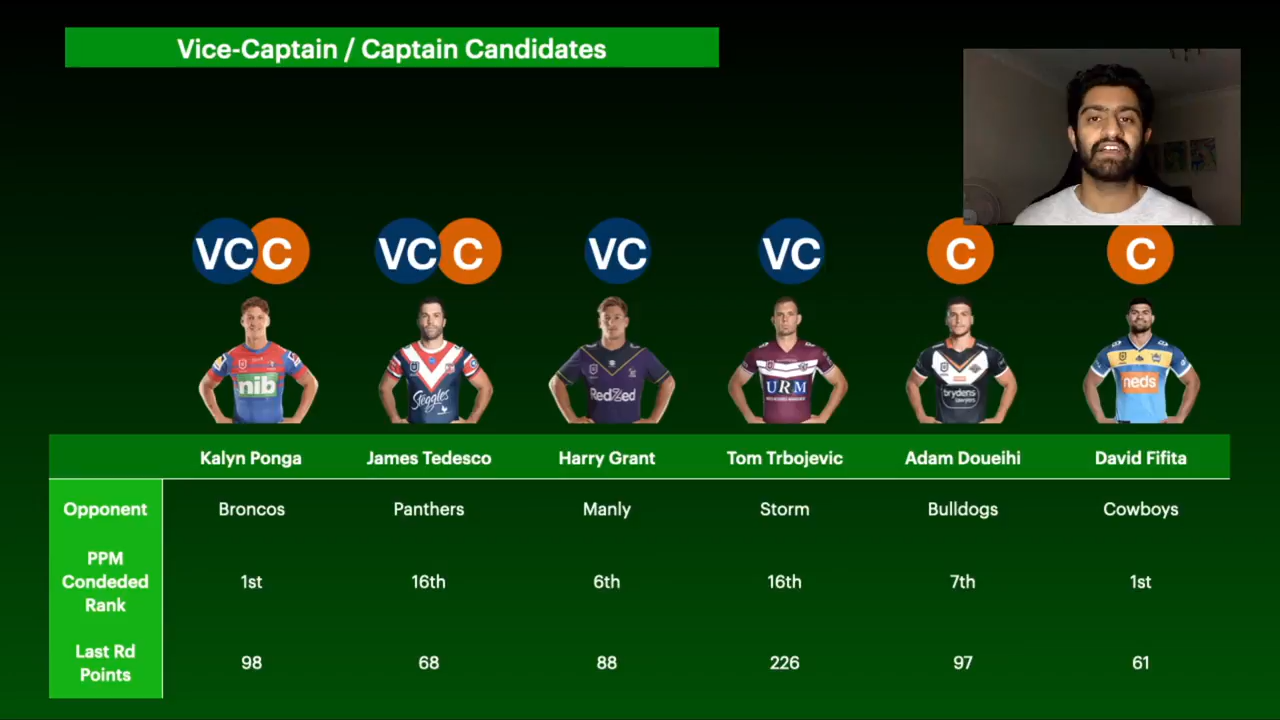 Vice-Captain / Captain Candidates
VC C VC C VC VC C C
nib Steggles RedZed URM brydens lawyers neds
Kalyn Ponga James Tedesco Harry Grant Tom Trbojevic Adam Doueihi David Fifita
Opponent Broncos Panthers Manly Storm Bulldogs Cowboys
PPM
Condeded
Rank
1st 16th 6th 16th 7th 1st
Last Rd
Points
98 68 88 226 97 61